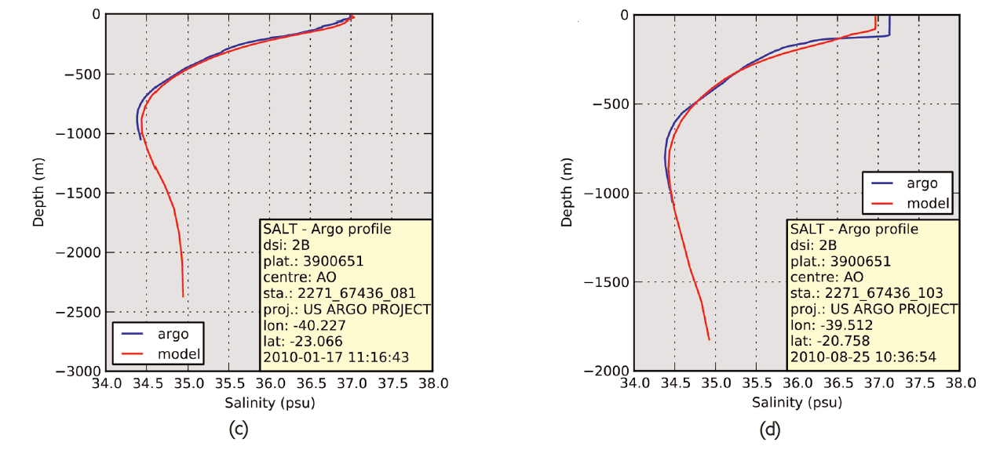 0
−500
−1000
−1500
−2000
−2500
−3000
Depth (m)
34.0 34.5 35.0 35.5 36.0 36.5 37.0 37.5 38.0
Salinity (psu)
argo
model
SALT - Argo profile
dsi: 2B
plat.: 3900651
centre: AO
sta.: 2271_67436_081
proj.: US ARGO PROJECT
lon: -40.227
lat: -23.066
2010-01-17 11:16:43
(c)
0
−500
−1000
−1500
−2000
Depth (m)
34.0 34.5 35.0 35.5 36.0 36.5 37.0 37.5 38.0
Salinity (psu)
argo
model
SALT - Argo profile
dsi: 2B
plat.: 3900651
centre: AO
sta.: 2271_67436_103
proj.: US ARGO PROJECT
lon: -39.512
lat: -20.758
2010-08-25 10:36:54
(d)